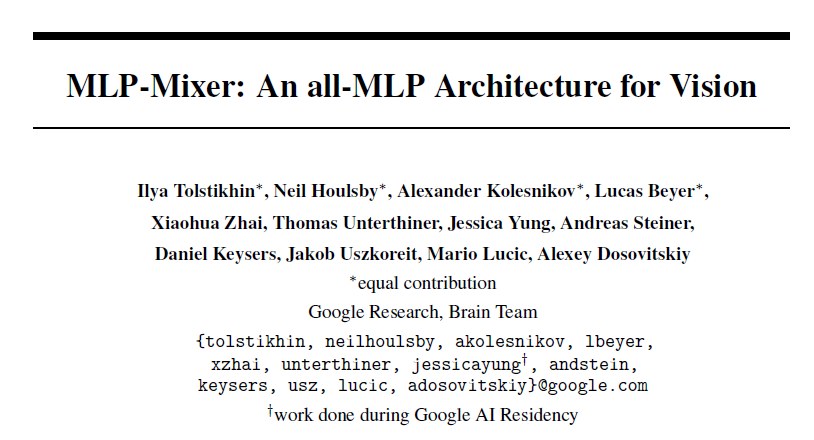 MLP-Mixer: An all-MLP Architecture for Vision
Ilya Tolstikhin*, Neil Houlsby*, Alexander Kolesnikov*, Lucas Beyer*,
Xiaohua Zhai, Thomas Unterthiner, Jessica Yung, Andreas Steiner,
Daniel Keysers, Jakob Uszkoreit, Mario Lucic, Alexey Dosovitskiy
*equal contribution
Google Research, Brain Team
{tolstikhin, neilhoulsby, akolesnikov, lbeyer,
xzhai, unterthiner, jessicayung†, andstein,
keysers, usz, lucic, adosovitskiy}@google.com
†work done during Google AI Residency